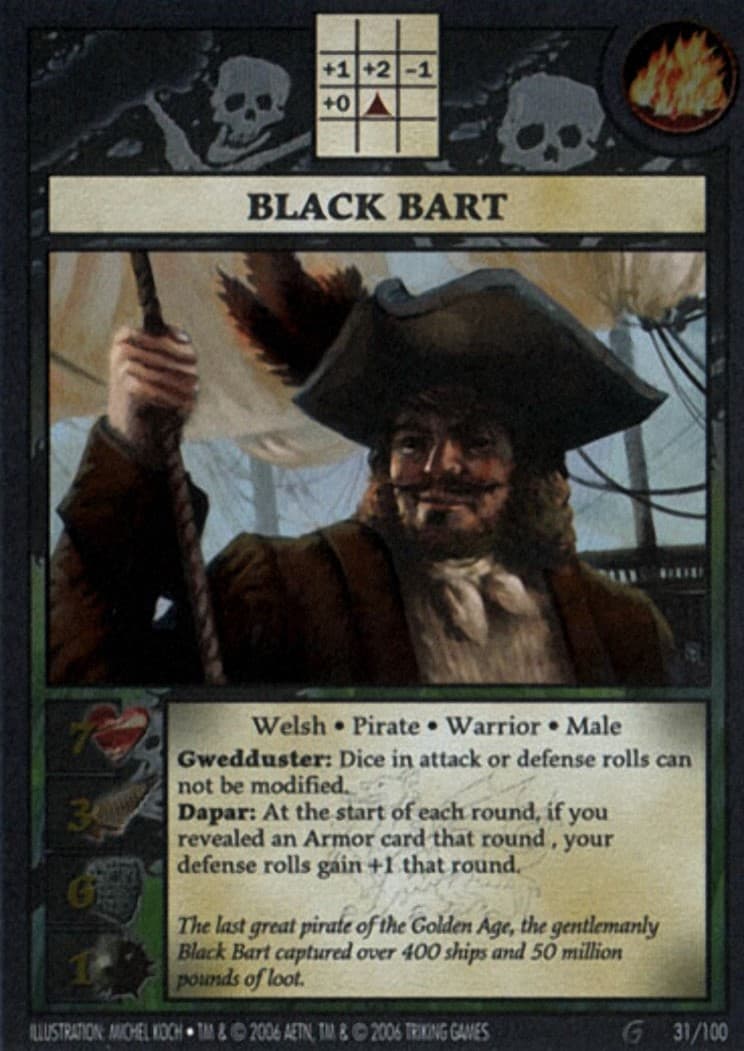 +1 +2 -1
+0
BLACK BART
7
3
G
1
Welsh • Pirate • Warrior • Male
Gwedduster: Dice in attack or defense rolls can
not be modified.
Dapar: At the start of each round, if you
revealed an Armor card that round , your
defense rolls gain +1 that round.
The last great pirate of the Golden Age, the gentlemanly
Black Bart captured over 400 ships and 50 million
pounds of loot.
ILLUSTRATION: MICHEL KOCH • TM & © 2006 AETN, TM & © 2006 TRIKING GAMES G 31/100